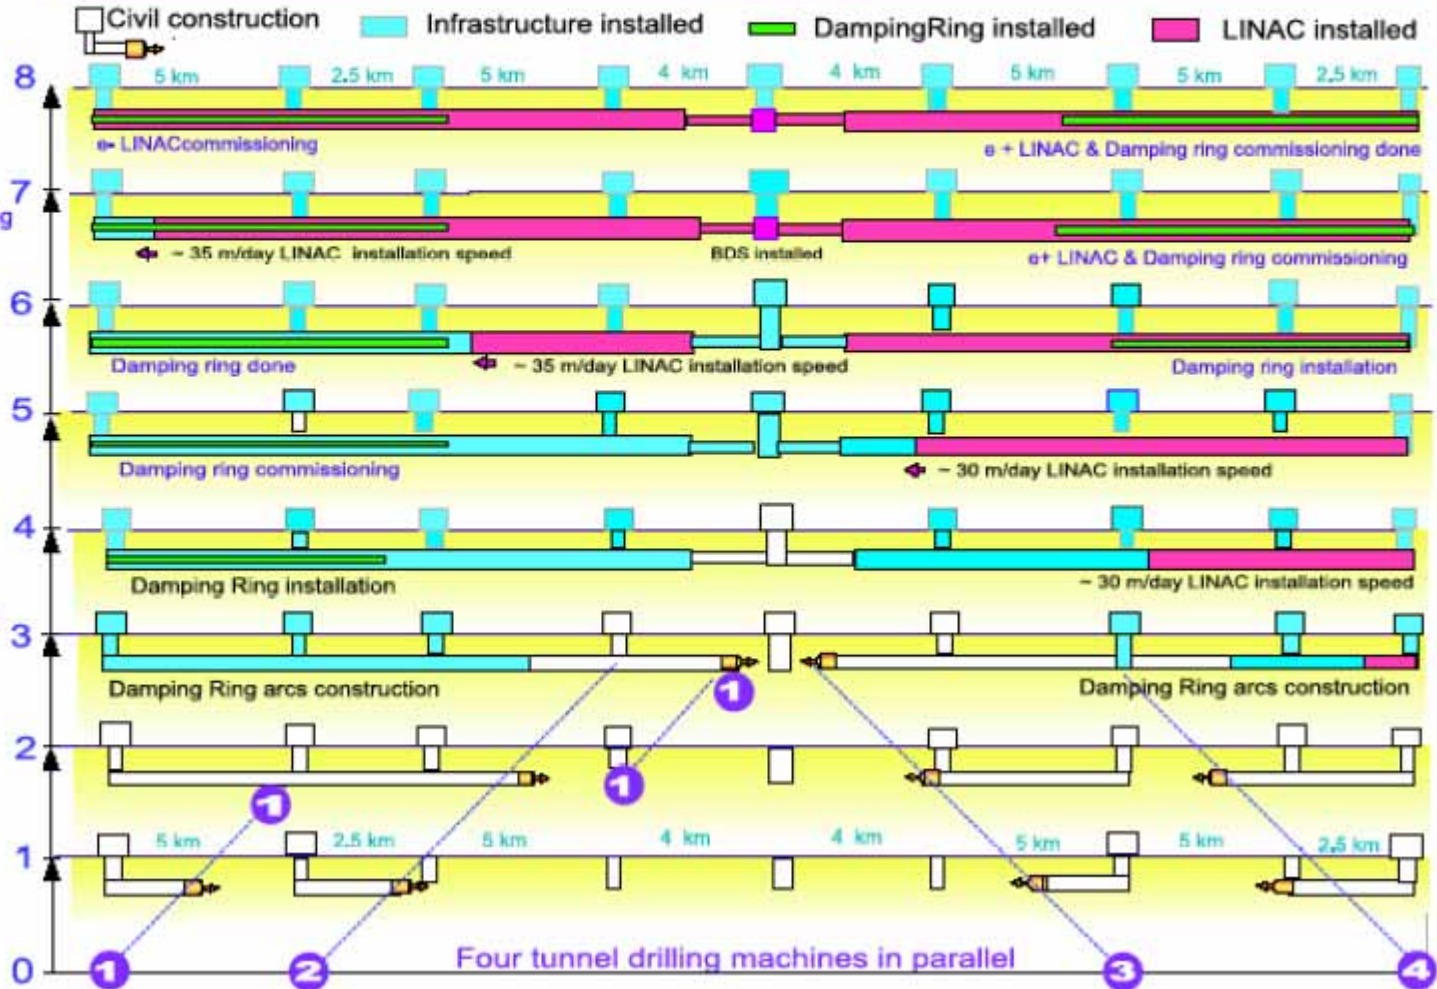 Civil construction Infrastructure installed DampingRing installed LINAC installed
8 5 km 2.5 km 5 km 4 km 4 km 5 km 5 km 2.5 km
e- LINACcommissioning e + LINAC & Damping ring commissioning done
7
g
~ 35 m/day LINAC installation speed BDS installed e+ LINAC & Damping ring commissioning
6
Damping ring done ~ 35 m/day LINAC installation speed Damping ring installation
5
Damping ring commissioning ~ 30 m/day LINAC installation speed
4
Damping Ring installation ~ 30 m/day LINAC installation speed
3
Damping Ring arcs construction 1 Damping Ring arcs construction
2
1 1
1 5 km 2.5 km 5 km 4 km 4 km 5 km 5 km 2.5 km
Four tunnel drilling machines in parallel
0 1 2 3 4